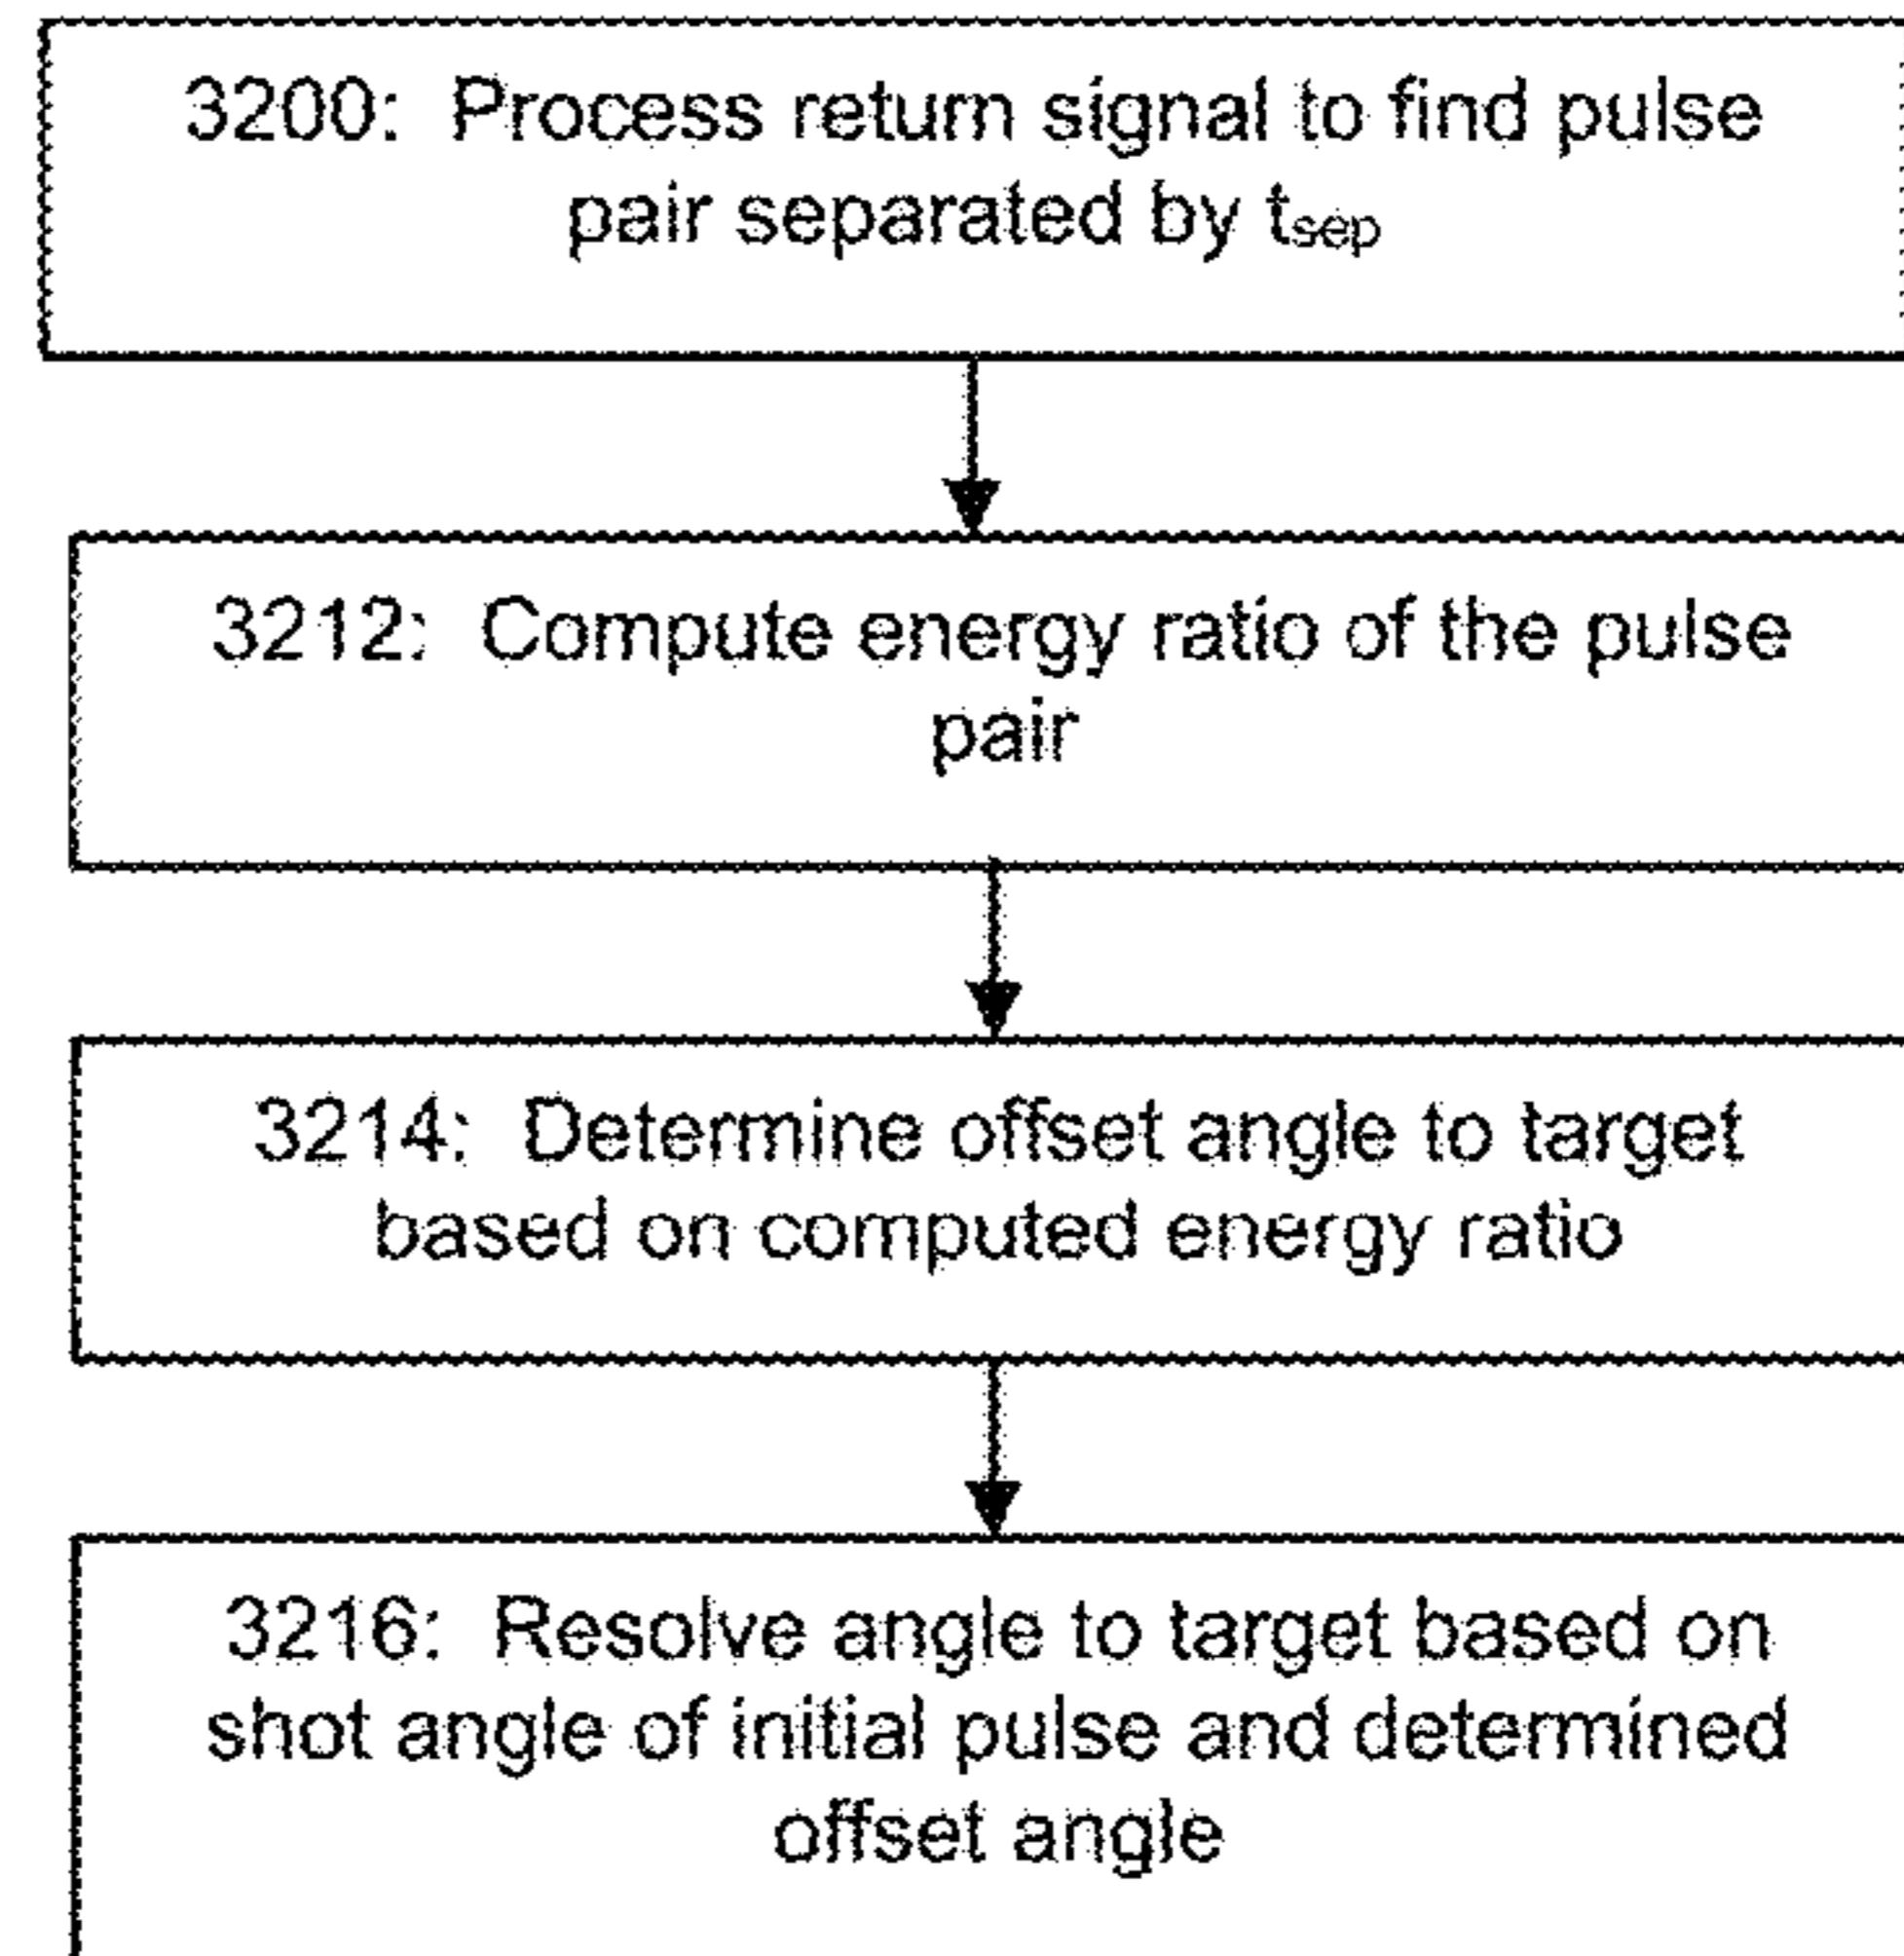 3200: Process return signal to find pulse
pair separated by tsep
3212: Compute energy ratio of the pulse
pair
3214: Determine offset angle to target
based on computed energy ratio
3216: Resolve angle to target based on
shot angle of initial pulse and determined
offset angle